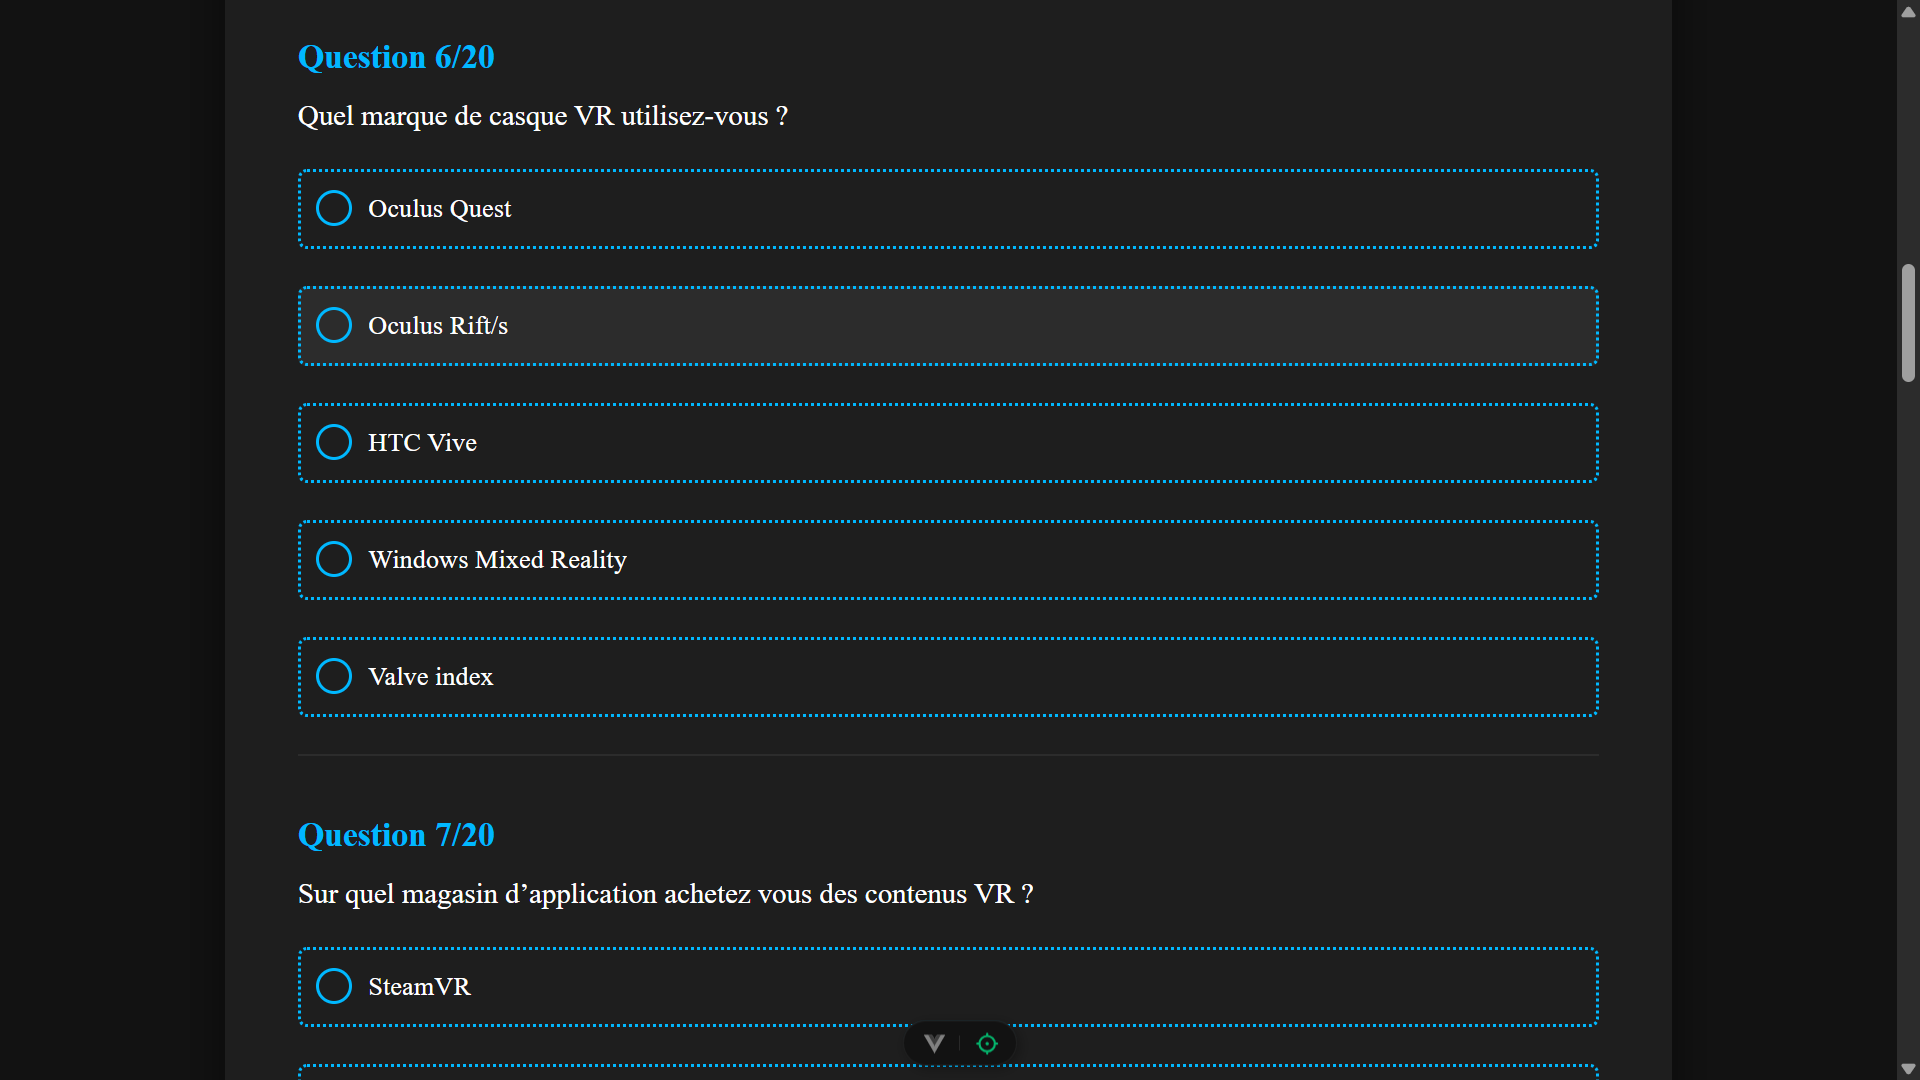 Question 6/20
Quel marque de casque VR utilisez-vous ?
Oculus Quest
Oculus Rift/s
HTC Vive
Windows Mixed Reality
Valve index
Question 7/20
Sur quel magasin d’application achetez vous des contenus VR ?
SteamVR